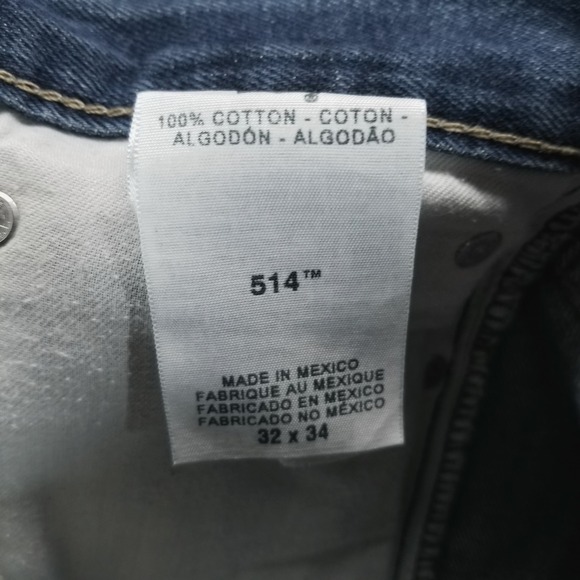 ®
100% COTTON - COTON -
ALGODÓN - ALGODÃO
514™
MADE IN MEXICO
FABRIQUE AU MEXIQUE
FABRICADO EN MÉXICO
FABRICADO NO MÉXICO
32 x 34